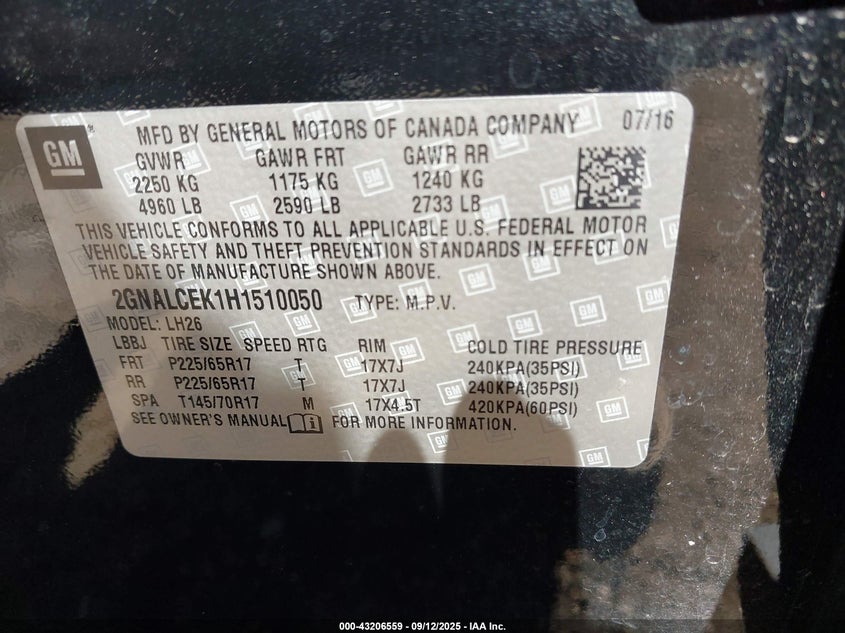 GM
MFD BY GENERAL MOTORS OF CANADA COMPANY 07/16
GVWR GAWR FRT GAWR RR
2250 KG 1175 KG 1240 KG
4960 LB 2590 LB 2733 LB
THIS VEHICLE CONFORMS TO ALL APPLICABLE U.S. FEDERAL MOTOR
VEHICLE SAFETY AND THEFT PREVENTION STANDARDS IN EFFECT ON
THE DATE OF MANUFACTURE SHOWN ABOVE.
2GNALCEK1H1510050 TYPE: M.P.V.
MODEL: LH26
LBBJ TIRE SIZE SPEED RTG RIM COLD TIRE PRESSURE
FRT P225/65R17 T 17X7J 240KPA(35PSI)
RR P225/65R17 T 17X7J 240KPA(35PSI)
SPA T145/70R17 M 17X4.5T 420KPA(60PSI)
SEE OWNER'S MANUAL i FOR MORE INFORMATION.
000-43206559 - 09/12/2025 - IAA Inc.